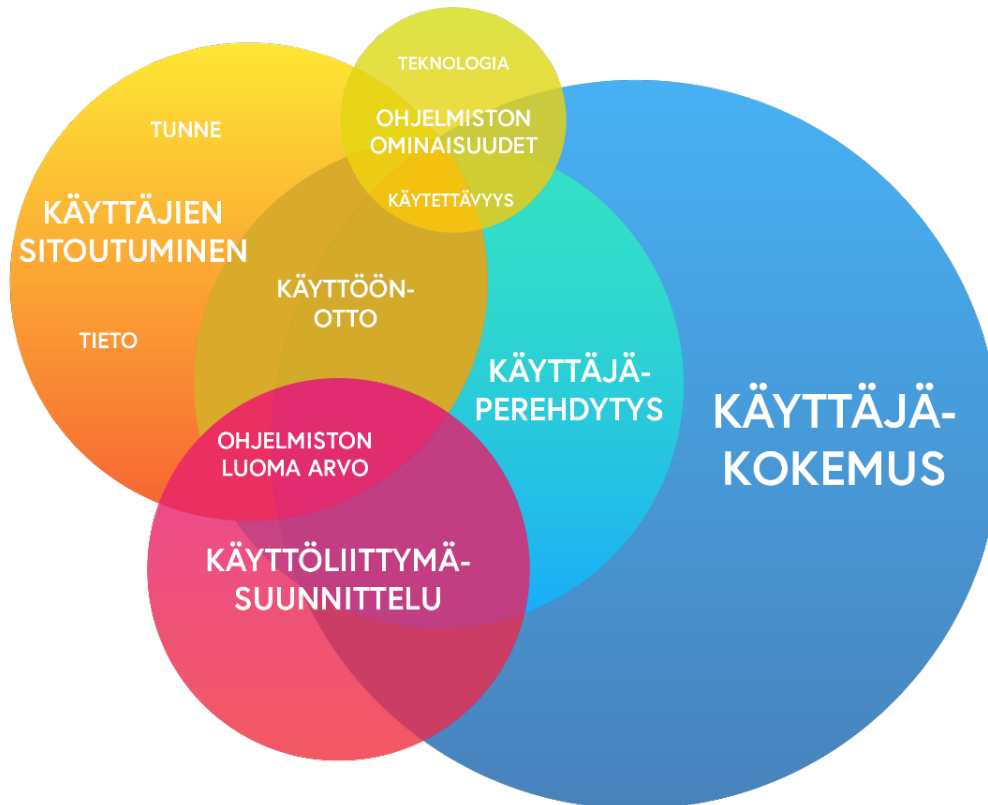 TEKNOLOGIA
OHJELMISTON
OMINAISUUDET
KÄYTETTÄVYYS
TUNNE
KÄYTTÄJIEN
SITOUTUMINEN
TIETO
KÄYTTÖÖN-
OTTO
KÄYTTÄJÄ-
PEREHDYTYS
KÄYTTÄJÄ-
KOKEMUS
OHJELMISTON
LUOMA ARVO
KÄYTTÖLIITTYMÄ-
SUUNNITTELU